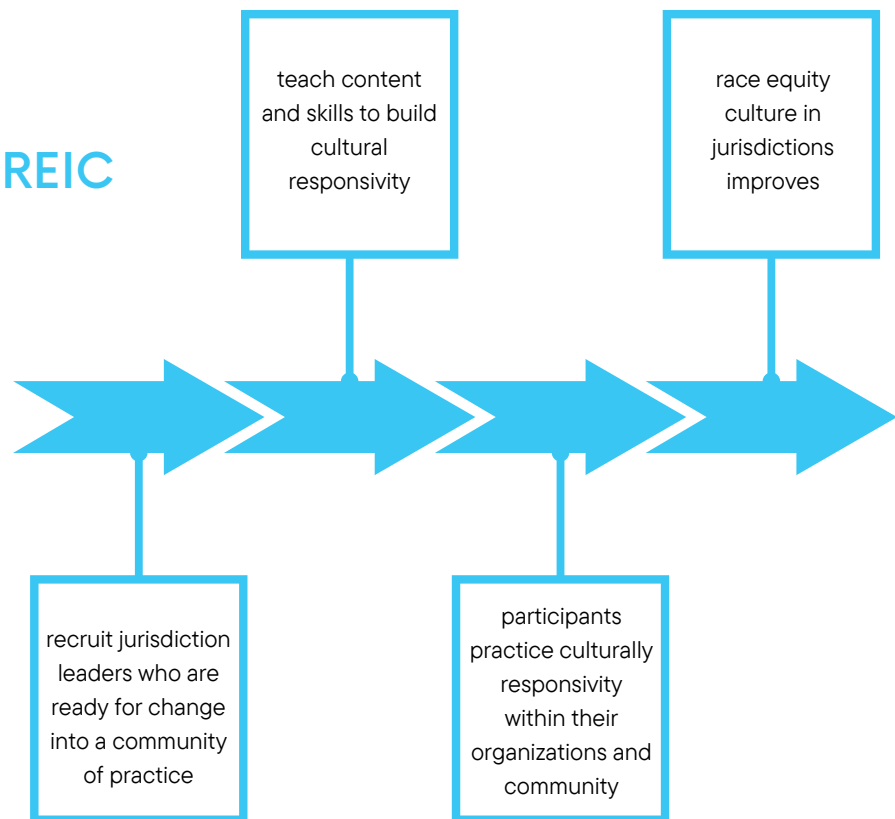 REIC
teach content
and skills to build
cultural
responsivity
race equity
culture in
jurisdictions
improves
recruit jurisdiction
leaders who are
ready for change
into a community
of practice
participants
practice culturally
responsivity
within their
organizations and
community